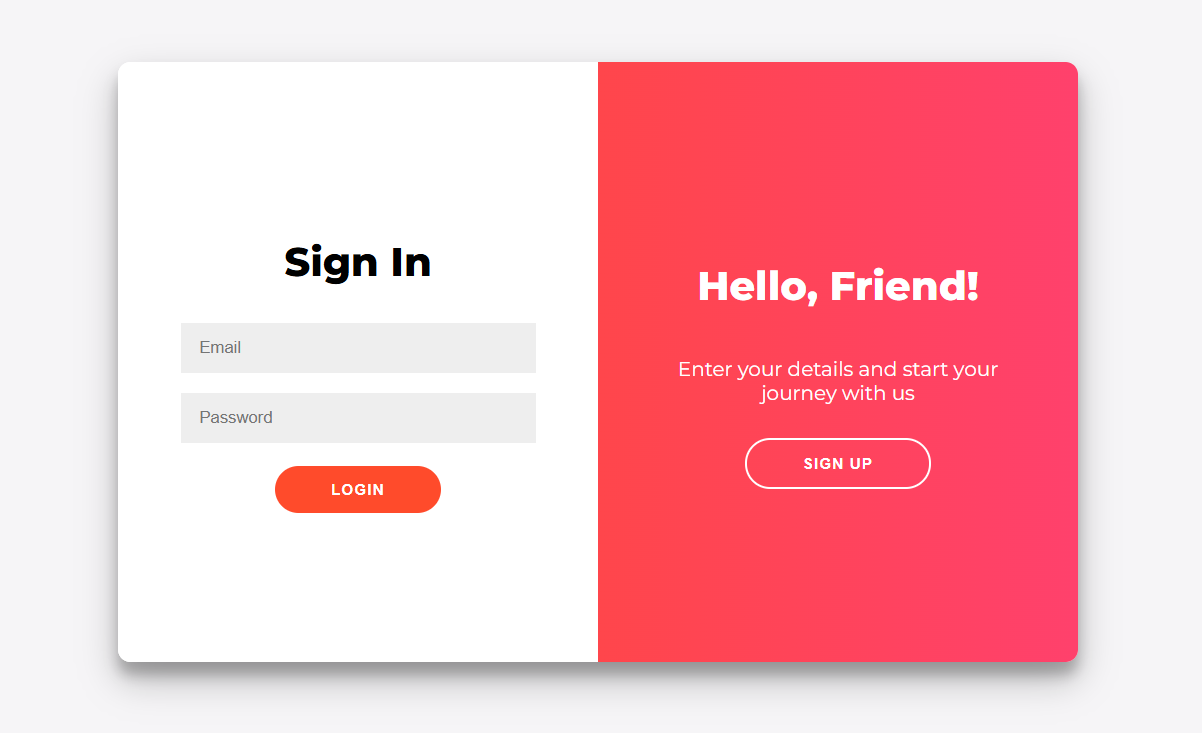 Sign In
Email
Password
LOGIN
Hello, Friend!
Enter your details and start your
journey with us
SIGN UP